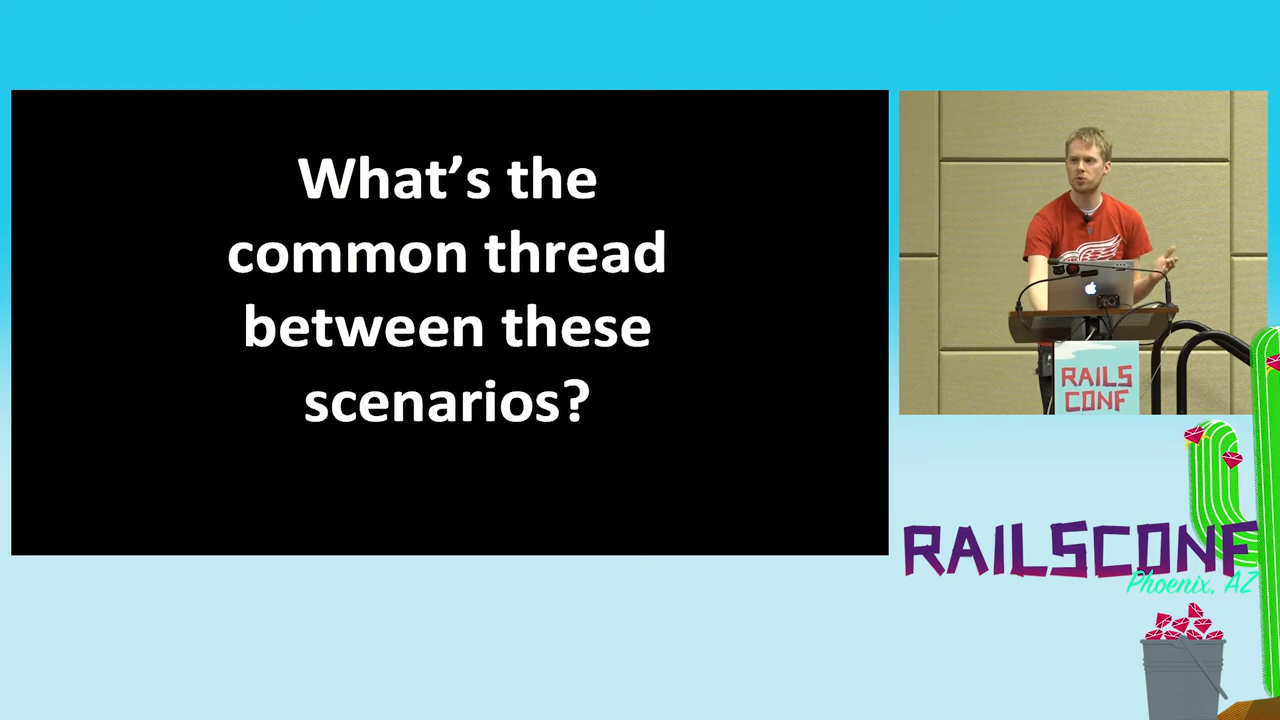 What's the
common thread
between these
scenarios?
RAILS
CONF
RAILSCONF
Phoenix, AZ